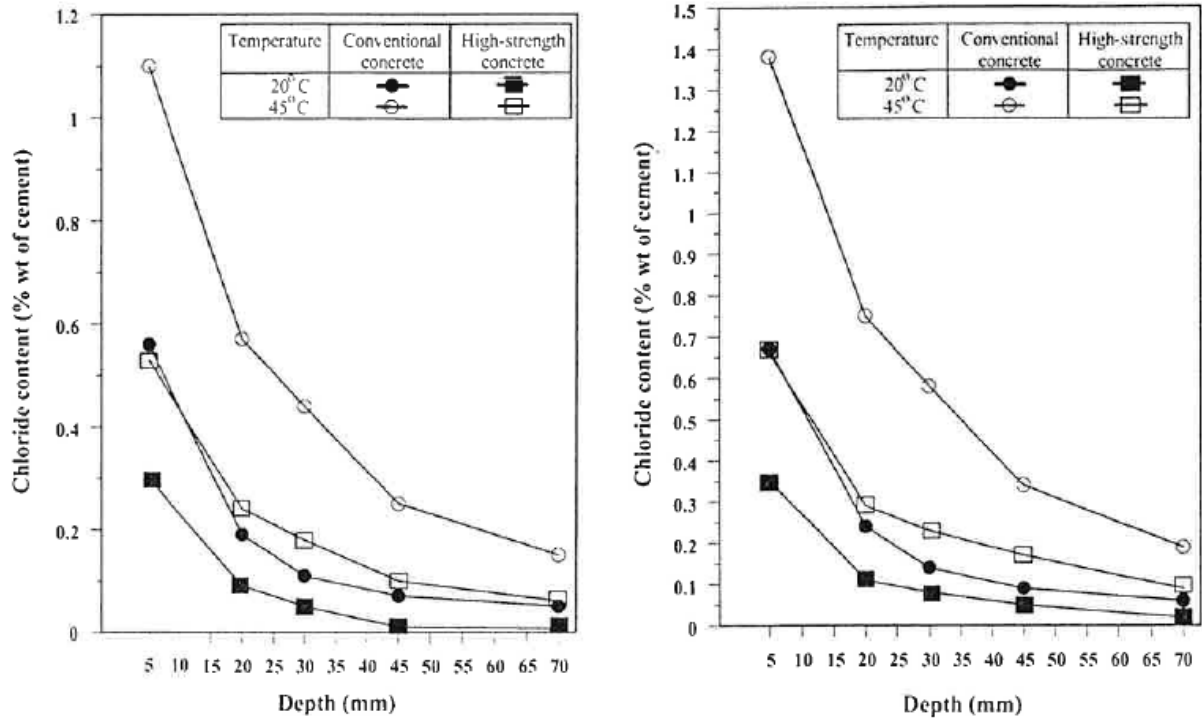 Temperature Conventional concrete High-strength concrete
20°C
45°C
Chloride content (% wt of cement)
1.2
1
0.8
0.6
0.4
0.2
0
5 10 15 20 25 30 35 40 45 50 55 60 65 70
Depth (mm)
Temperature Conventional concrete High-strength concrete
20°C
45°C
Chloride content (% wt of cement)
1.5
1.4
1.3
1.2
1.1
1
0.9
0.8
0.7
0.6
0.5
0.4
0.3
0.2
0.1
0
5 10 15 20 25 30 35 40 45 50 55 60 65 70
Depth (mm)